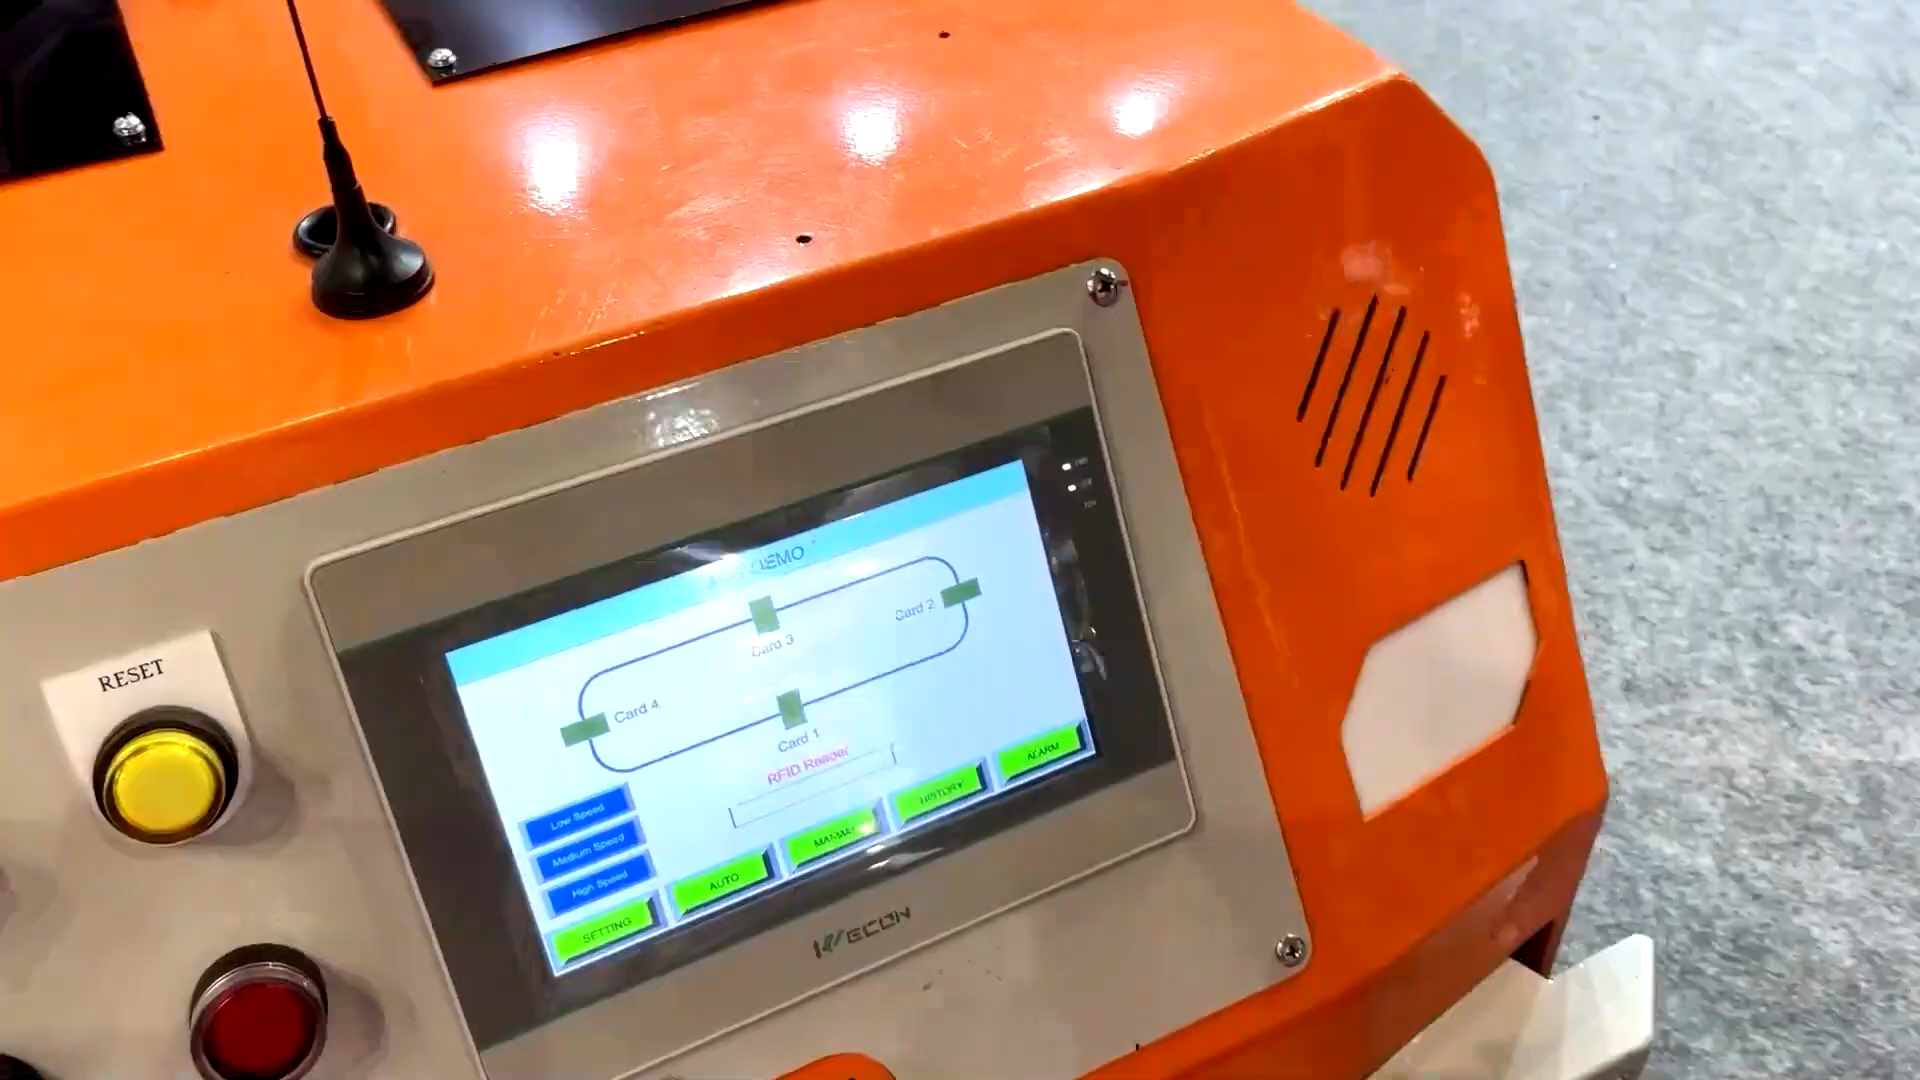 RESET
DEMO
Card 2
Card 3
Card 4
Card 1
RFID Reader
Low Speed
Medium Speed
High Speed
SETTING
AUTO
MANUAL
HISTORY
ALARM
WECON